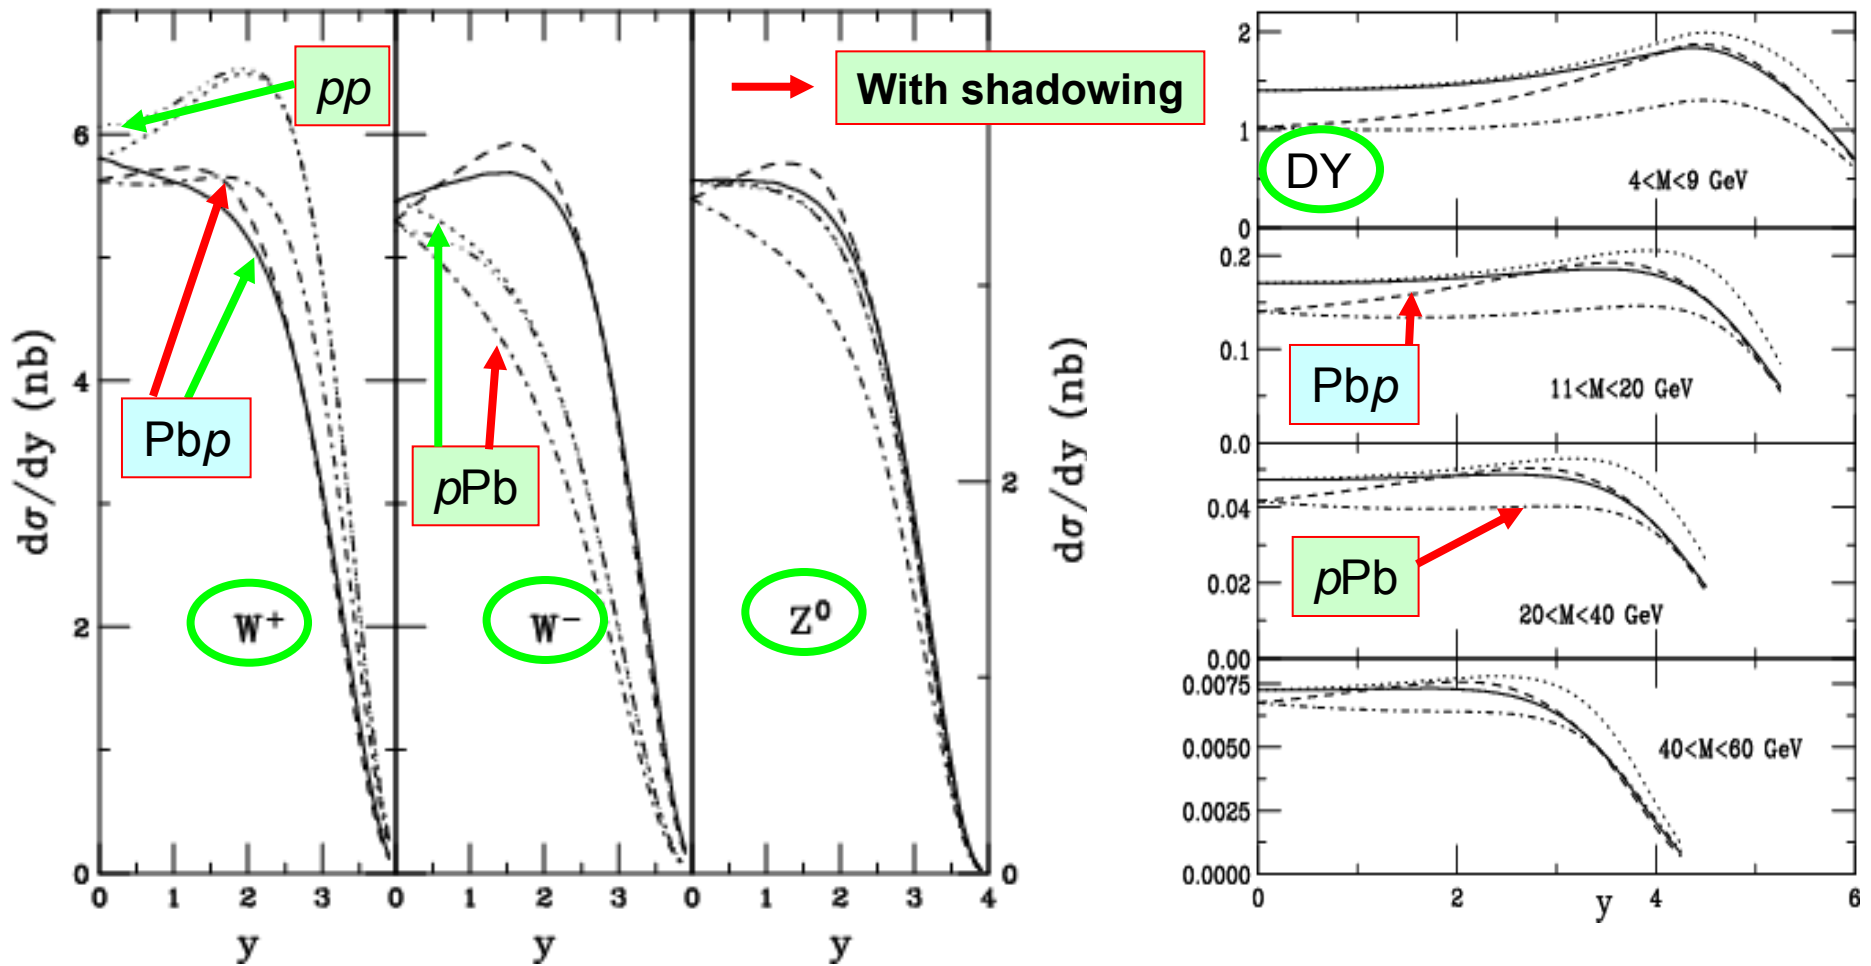 pp
With shadowing
Pbp
pPb
dσ/dy (nb)
6
4
2
0
W⁺
W⁻
Z⁰
0 1 2 3 0 1 2 3 0 1 2 3 4
y y y
2
0
dσ/dy (nb)
2
1
0
DY
4<M<9 GeV
0.2
0.1
0.0
Pbp
11<M<20 GeV
0.04
0.02
0.00
pPb
20<M<40 GeV
0.0075
0.0050
0.0025
0.0000
40<M<60 GeV
0 2 4 6
y